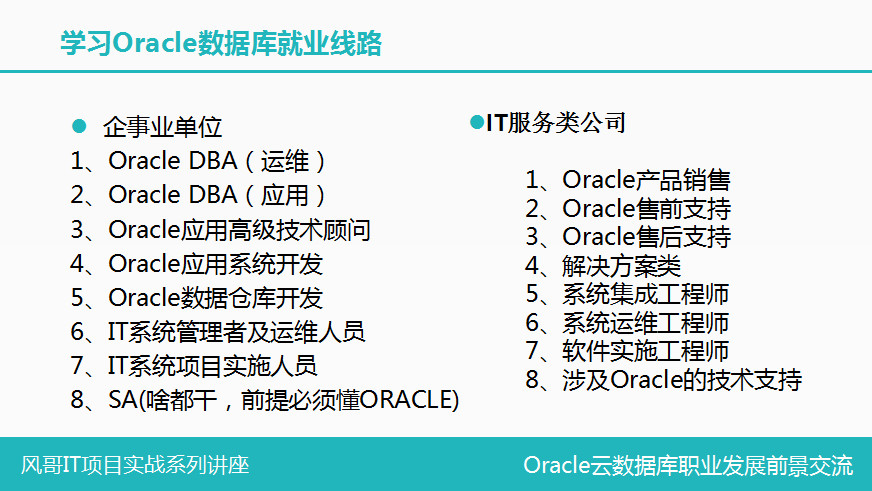 学习Oracle数据库就业线路
● 企事业单位
1、Oracle DBA（运维）
2、Oracle DBA（应用）
3、Oracle应用高级技术顾问
4、Oracle应用系统开发
5、Oracle数据仓库开发
6、IT系统管理者及运维人员
7、IT系统项目实施人员
8、SA(啥都干，前提必须懂ORACLE)
●IT服务类公司
1、Oracle产品销售
2、Oracle售前支持
3、Oracle售后支持
4、解决方案类
5、系统集成工程师
6、系统运维工程师
7、软件实施工程师
8、涉及Oracle的技术支持
风哥IT项目实战系列讲座
Oracle云数据库职业发展前景交流